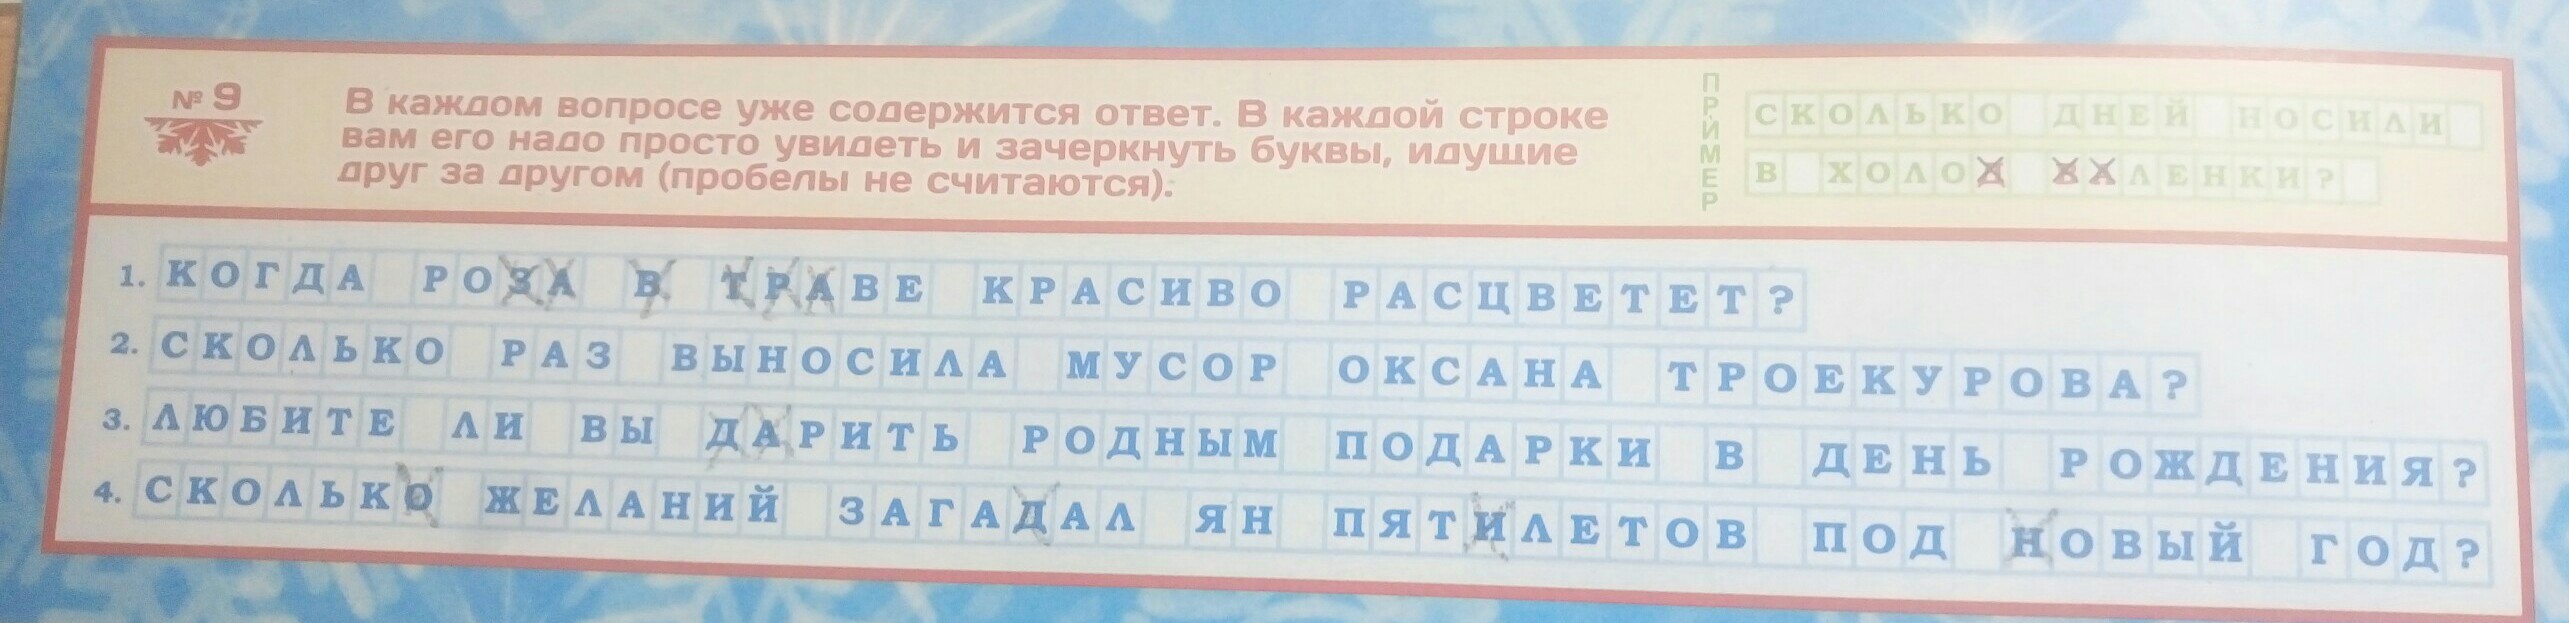 № 9
В каждом вопросе уже содержится ответ. В каждой строке
вам его надо просто увидеть и зачеркнуть буквы, идущие
друг за другом (пробелы не считаются):
ПРИМЕР
СКОЛЬКО ДНЕЙ НОСИЛИ
В ХОЛОД ВАЛЕНКИ?
1. КОГДА РОЗА В ТРАВЕ КРАСИВО РАСЦВЕТЕТ?
2. СКОЛЬКО РАЗ ВЫНОСИЛА МУСОР ОКСАНА ТРОЕКУРОВА?
3. ЛЮБИТЕ ЛИ ВЫ ДАРИТЬ РОДНЫМ ПОДАРКИ В ДЕНЬ РОЖДЕНИЯ?
4. СКОЛЬКО ЖЕЛАНИЙ ЗАГАДАЛ ЯН ПЯТИЛЕТОВ ПОД НОВЫЙ ГОД?